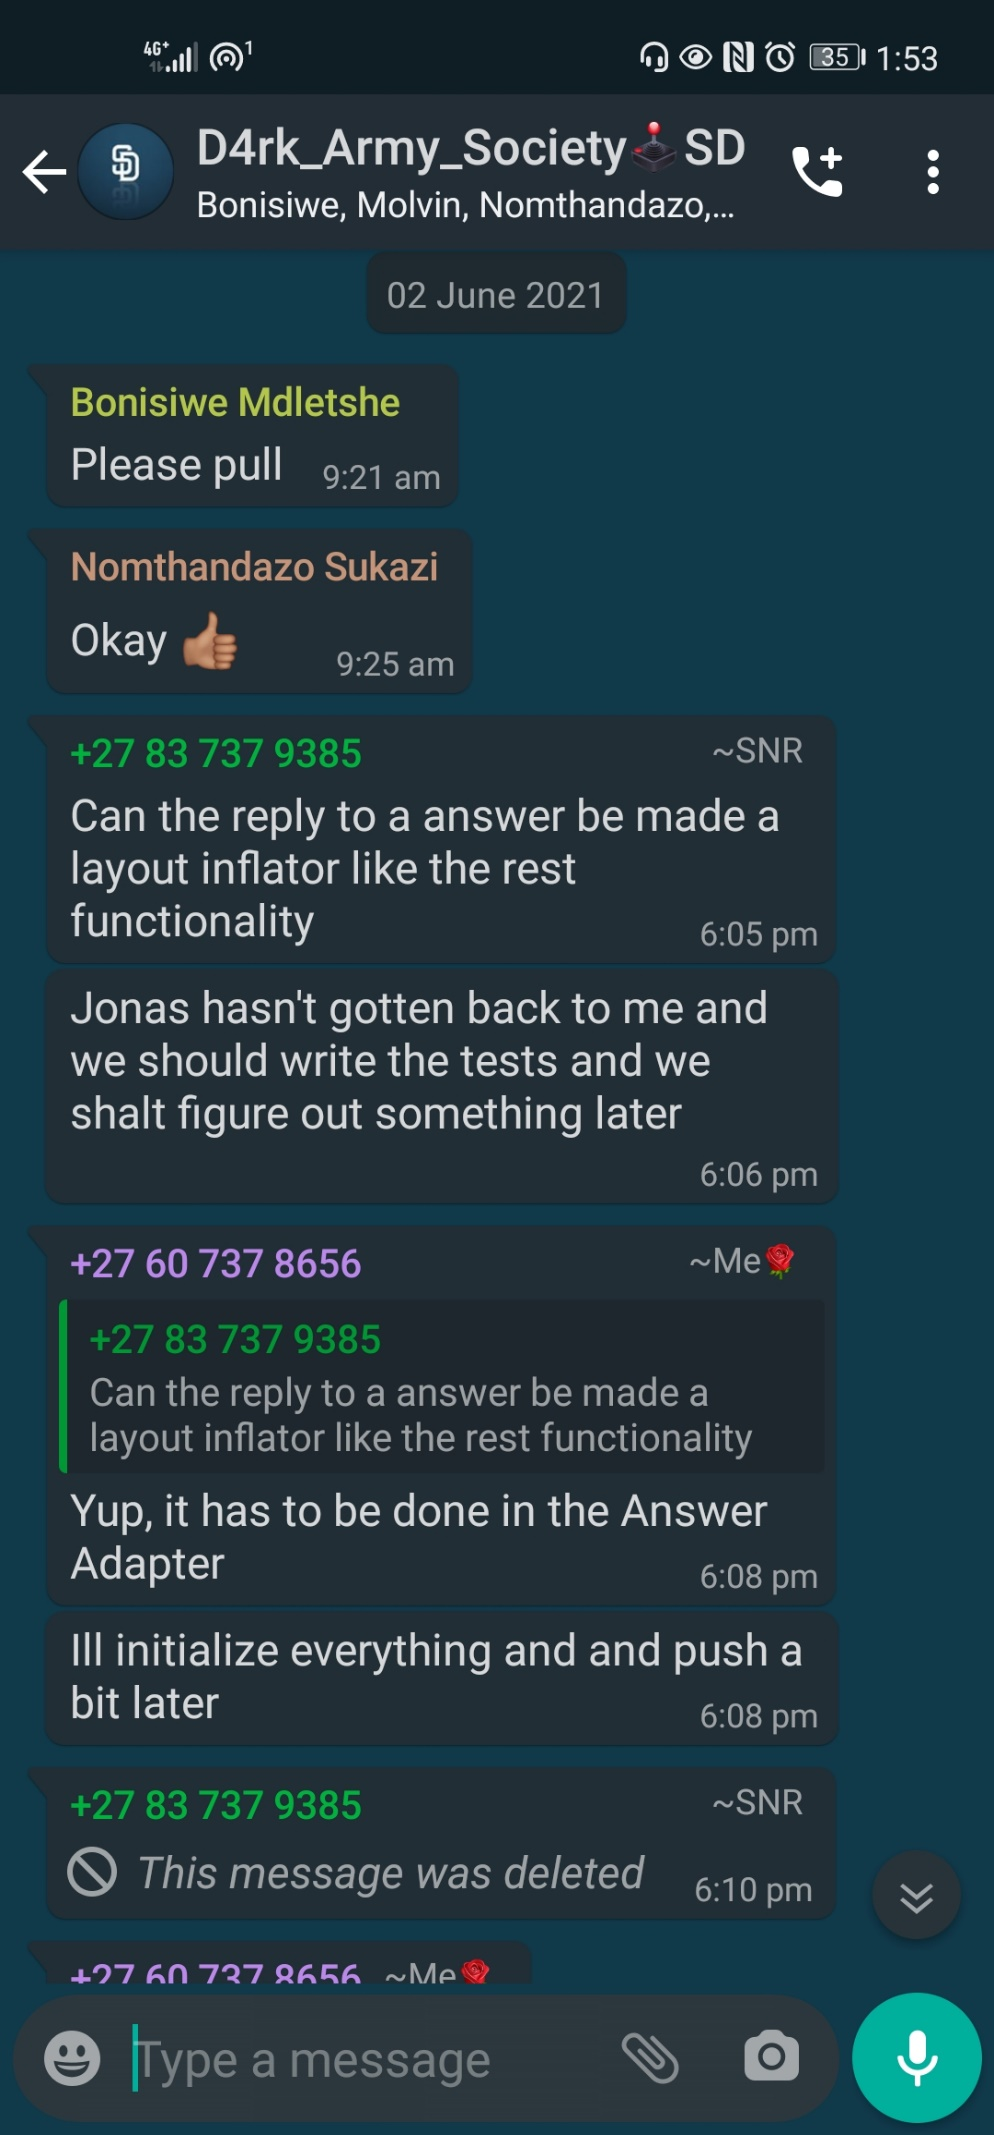 4G+ 1 35 1:53
D4rk_Army_Society🕹️SD
Bonisiwe, Molvin, Nomthandazo,...
02 June 2021
Bonisiwe Mdletshe
Please pull 9:21 am
Nomthandazo Sukazi
Okay 👍🏽 9:25 am
+27 83 737 9385 ~SNR
Can the reply to a answer be made a
layout inflator like the rest
functionality 6:05 pm
Jonas hasn't gotten back to me and
we should write the tests and we
shalt figure out something later
6:06 pm
+27 60 737 8656 ~Me🌹
+27 83 737 9385
Can the reply to a answer be made a
layout inflator like the rest functionality
Yup, it has to be done in the Answer
Adapter 6:08 pm
Ill initialize everything and and push a
bit later 6:08 pm
+27 83 737 9385 ~SNR
This message was deleted 6:10 pm
+27 60 737 8656 ~Me🌹
Type a message